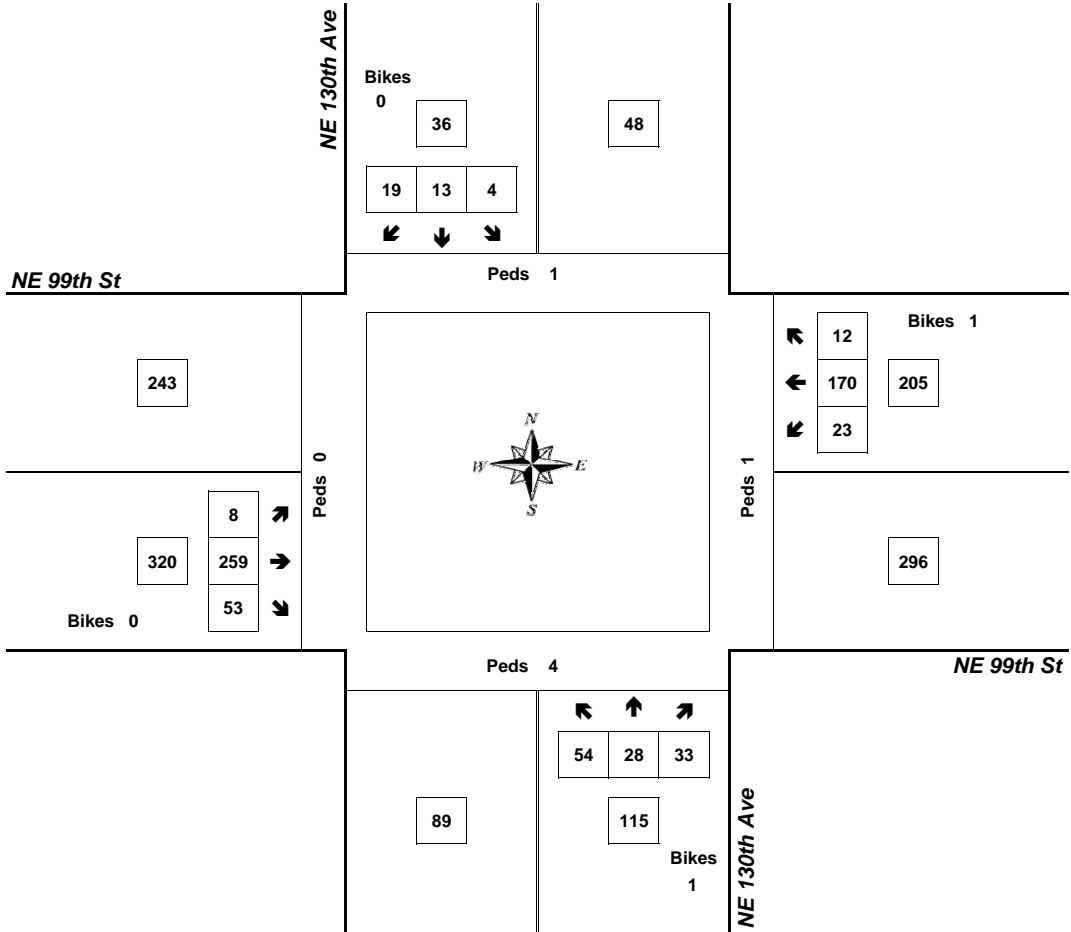 NE 130th Ave
Bikes
0
36
48
19 13 4
NE 99th St
Peds 1
12
Bikes 1
243
170
205
23
N
W E
S
Peds 0
Peds 1
8
320
259
296
53
Bikes 0
Peds 4
NE 99th St
54 28 33
89
115
NE 130th Ave
Bikes
1